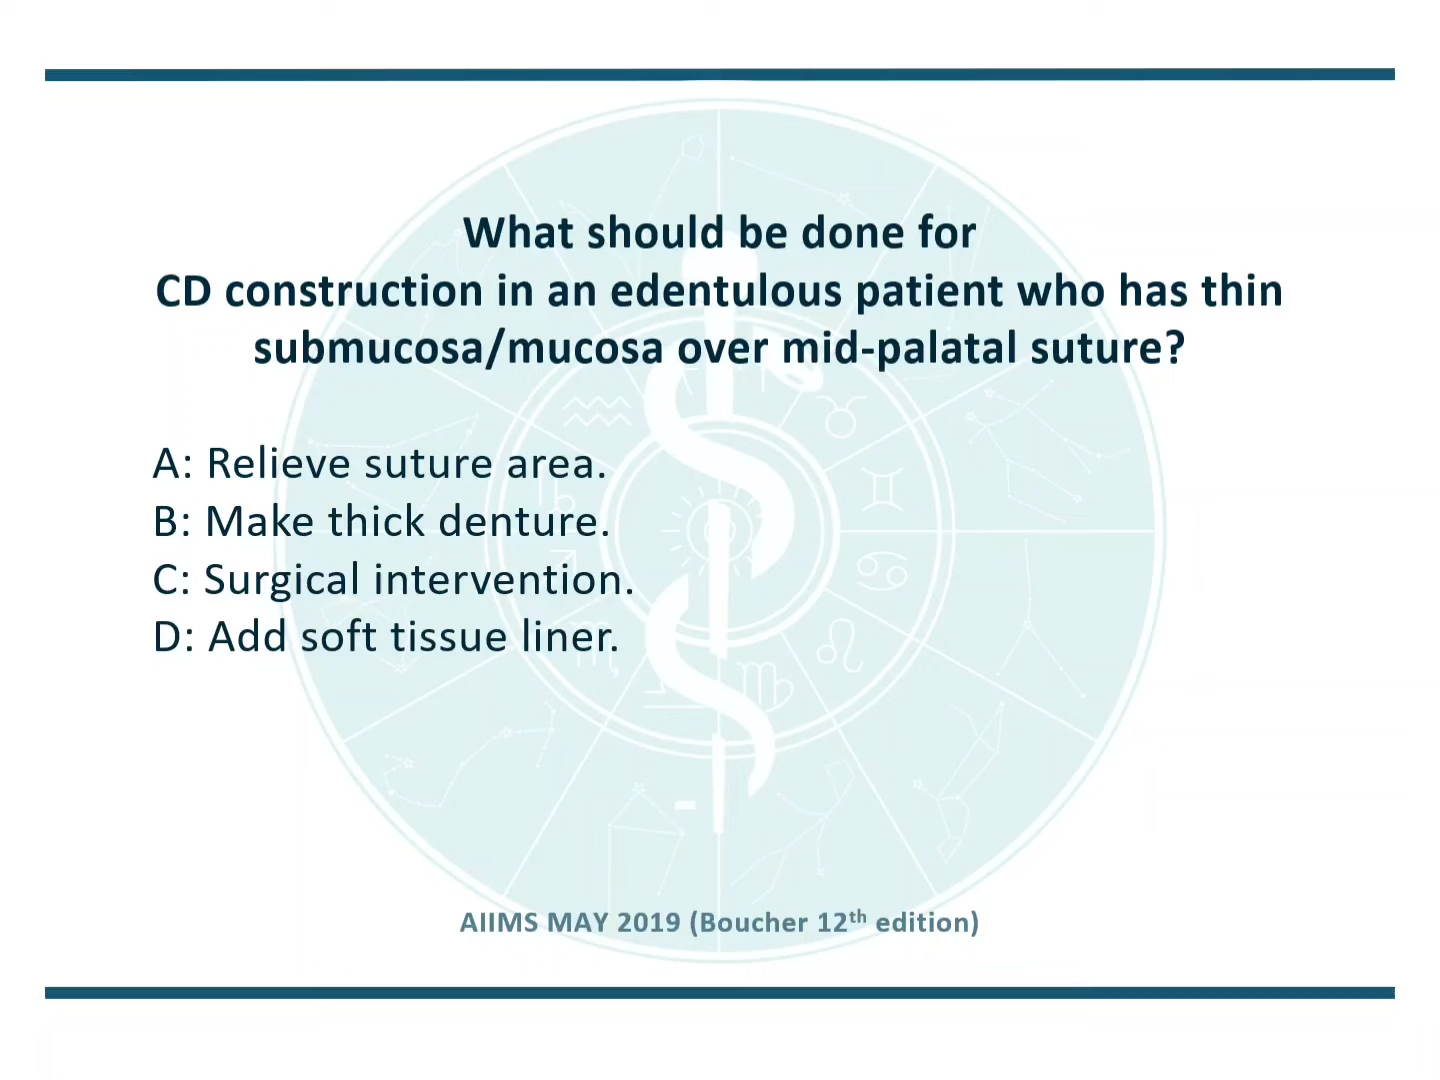 What should be done for
CD construction in an edentulous patient who has thin
submucosa/mucosa over mid-palatal suture?
A: Relieve suture area.
B: Make thick denture.
C: Surgical intervention.
D: Add soft tissue liner.
AIIMS MAY 2019 (Boucher 12th edition)